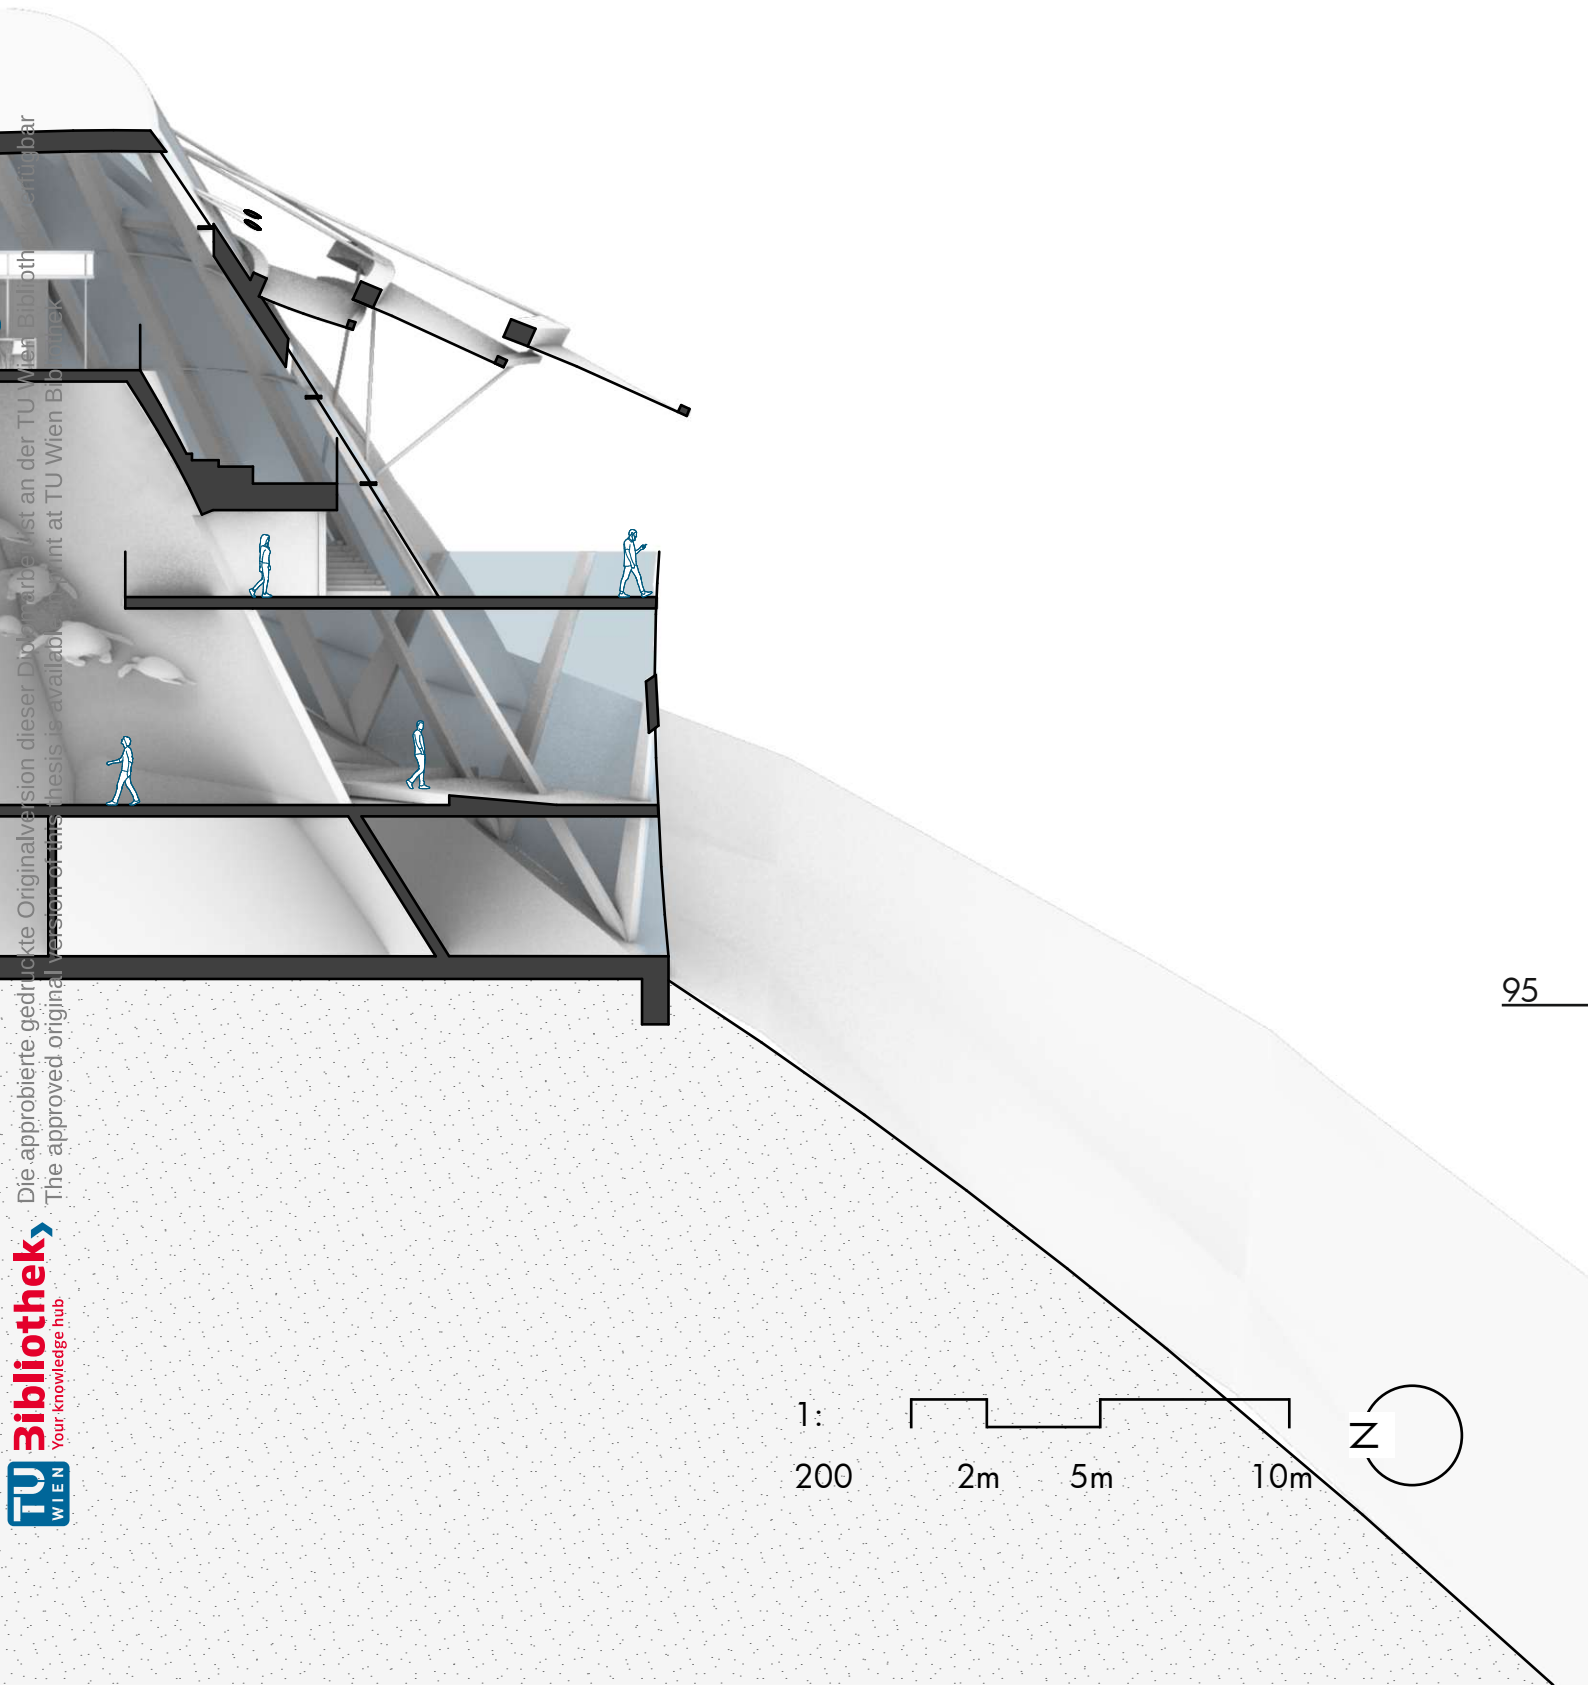 95
1:
200
2m
5m
10m
N
Die approbierte gedruckte Originalversion dieser Diplomarbeit ist an der TU Wien Bibliothek verfügbar
The approved original version of this thesis is available in print at TU Wien Bibliothek
TU
WIEN
Bibliothek
Your knowledge hub